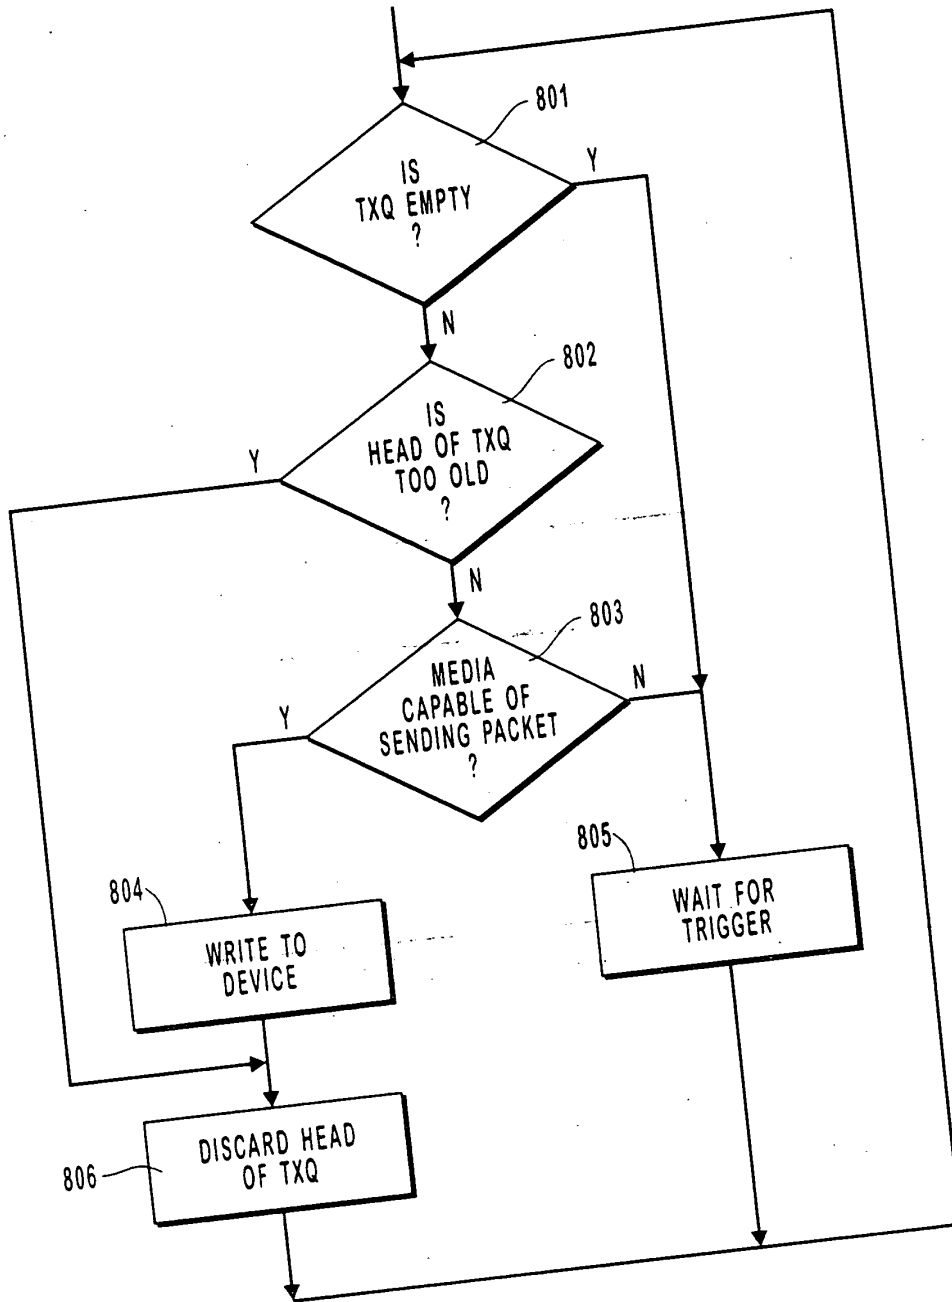 801
IS
TXQ EMPTY
?
Y
N
802
IS
HEAD OF TXQ
TOO OLD
?
Y
N
803
MEDIA
CAPABLE OF
SENDING PACKET
?
Y
N
804
WRITE TO
DEVICE
805
WAIT FOR
TRIGGER
806
DISCARD HEAD
OF TXQ